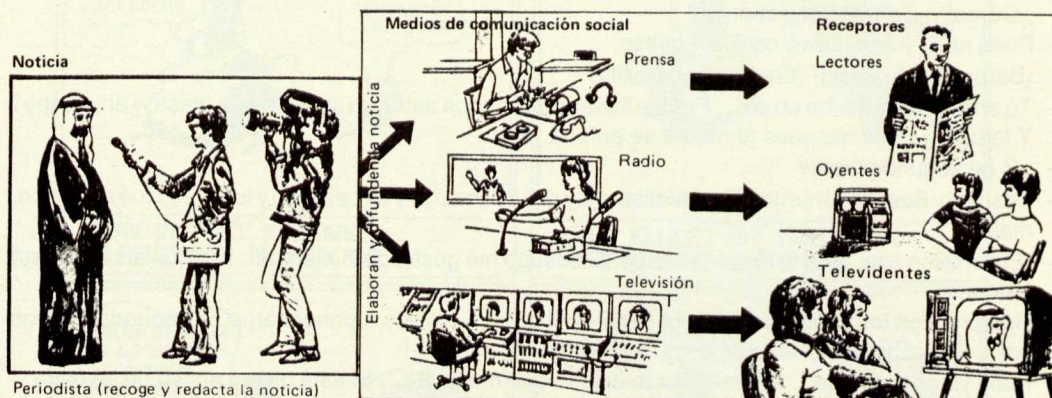 Noticia
Periodista (recoge y redacta la noticia)
Elaboran y difunden la noticia
Medios de comunicación social
Prensa
Radio
Televisión
Receptores
Lectores
Oyentes
Televidentes